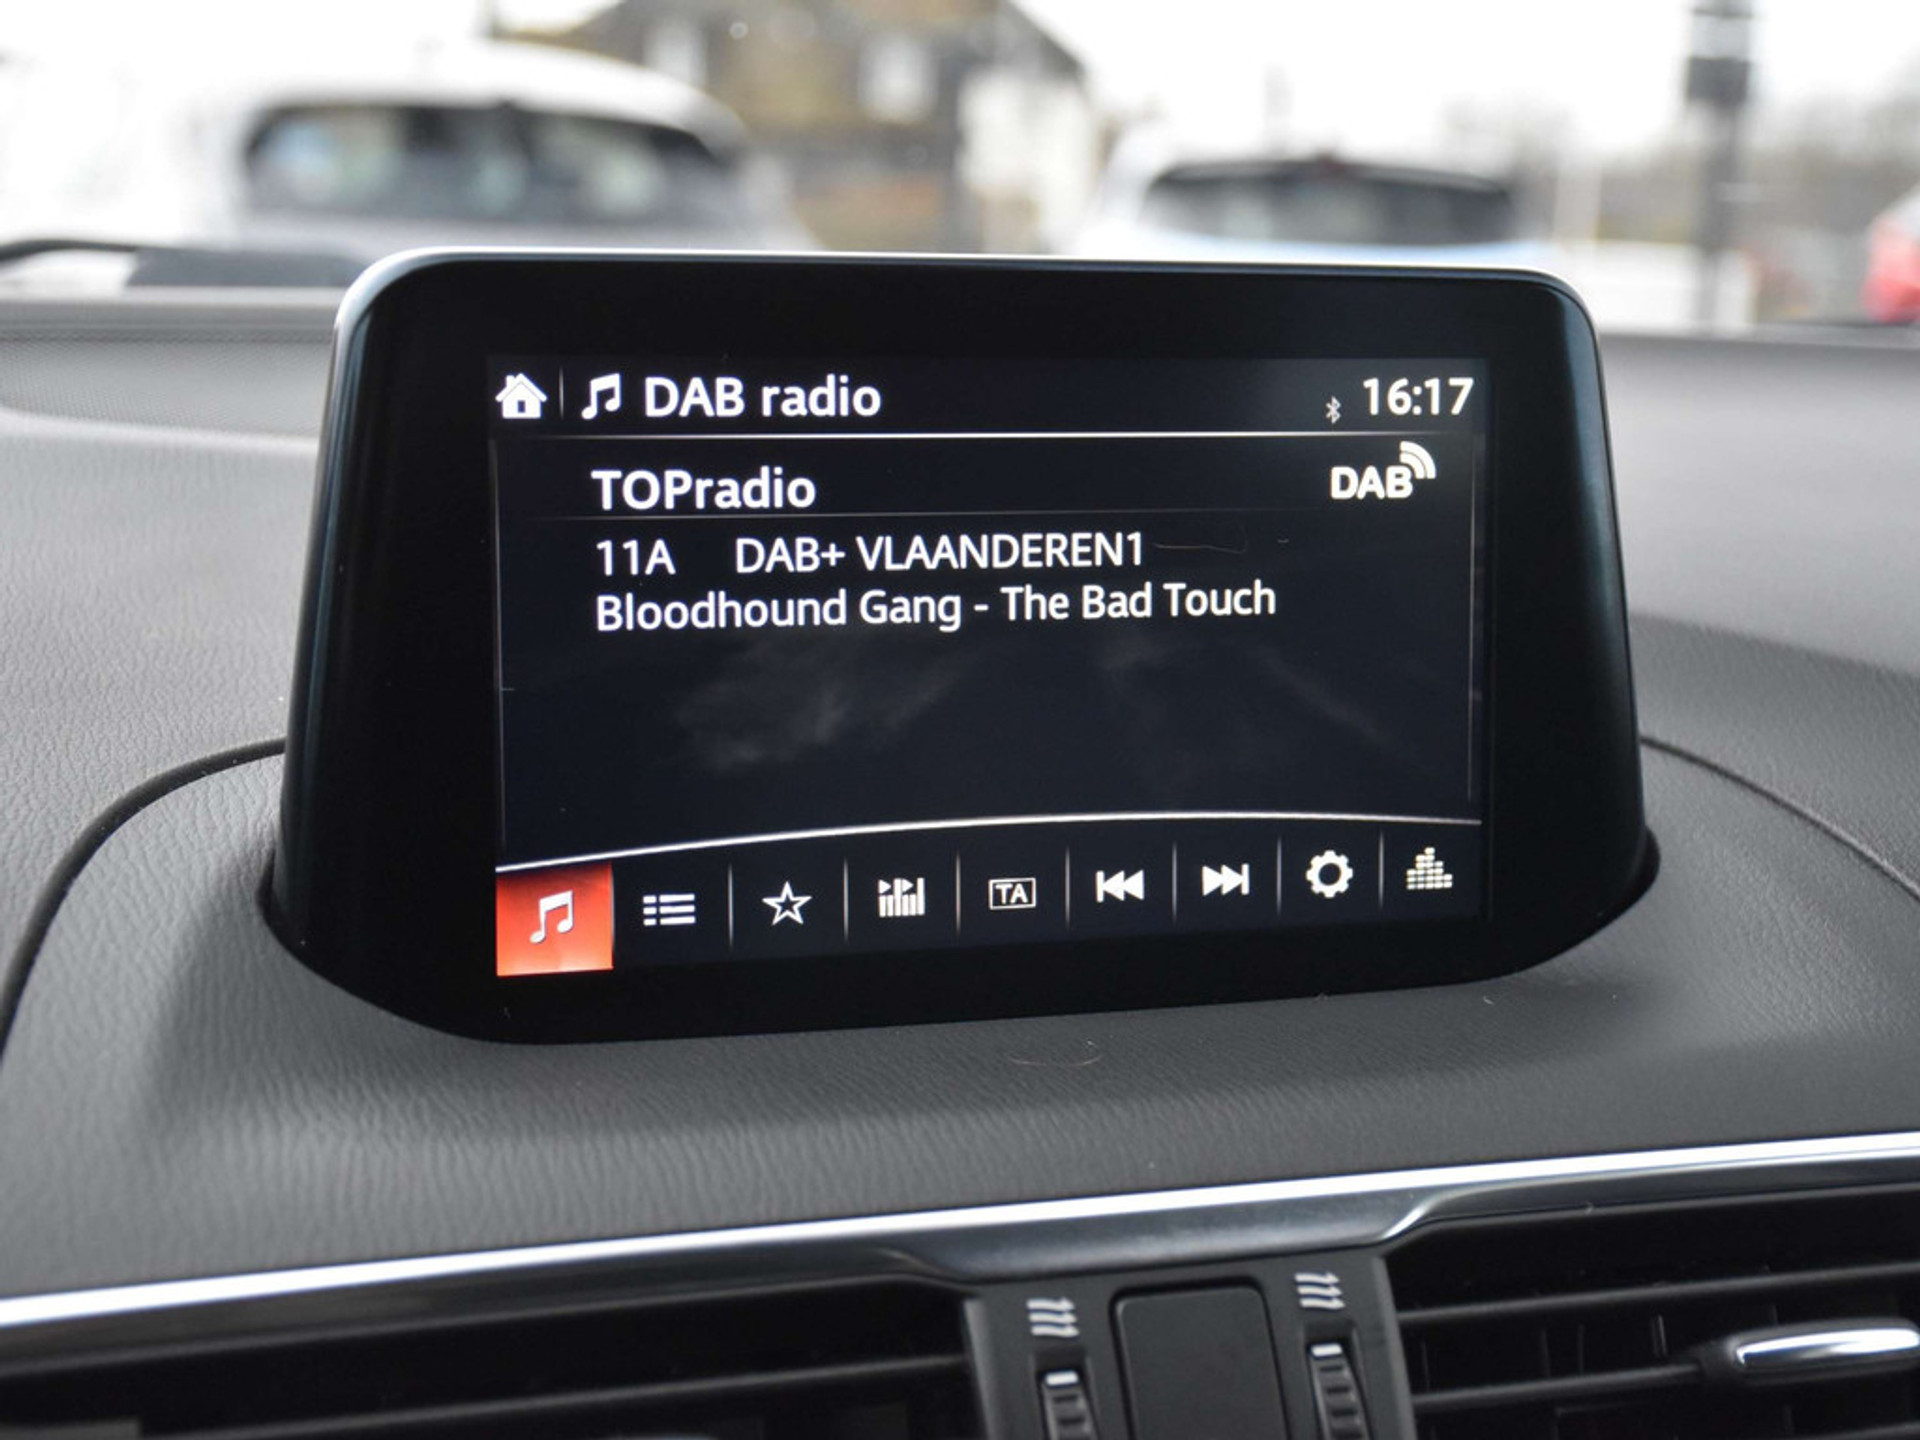 DAB radio 16:17
TOPradio DAB
11A DAB+ VLAANDEREN1
Bloodhound Gang - The Bad Touch
TA